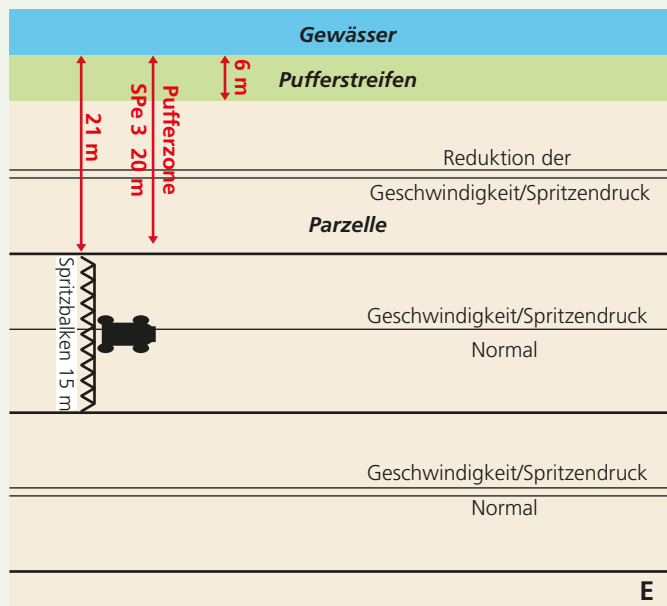 Gewässer
Pufferstreifen
6 m
Pufferzone
SPe 3 20 m
21 m
Reduktion der
Geschwindigkeit/Spritzendruck
Parzelle
Spritzbalken 15 m
Geschwindigkeit/Spritzendruck
Normal
Geschwindigkeit/Spritzendruck
Normal
E